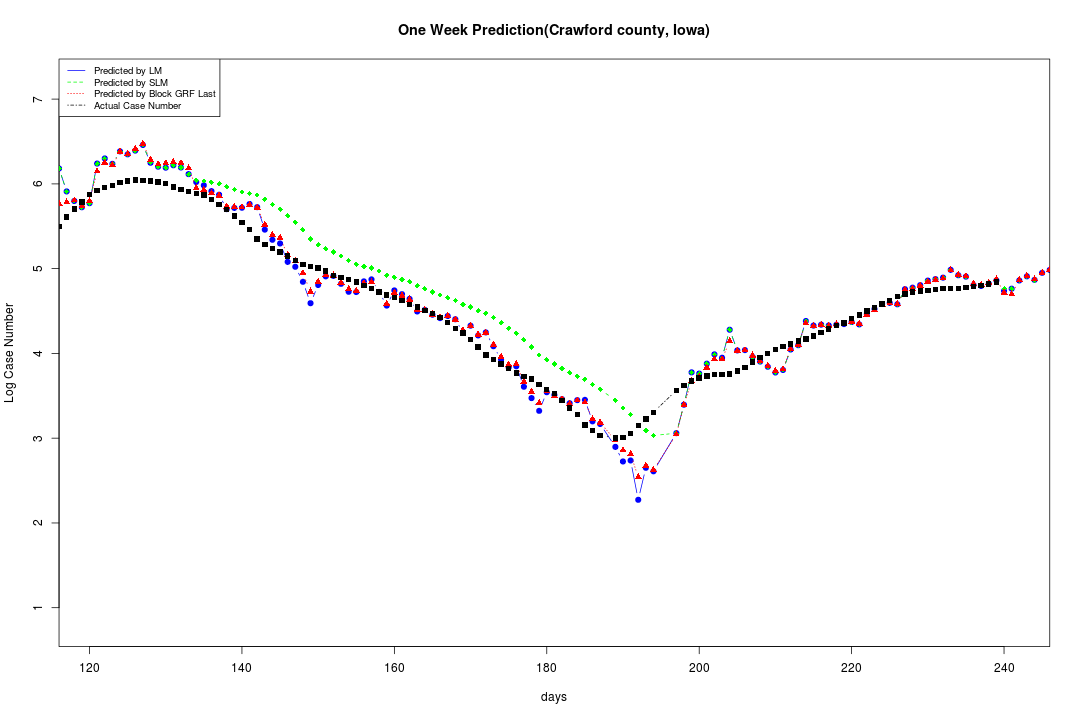 One Week Prediction(Crawford county, Iowa)
Predicted by LM
Predicted by SLM
Predicted by Block GRF Last
Actual Case Number
7
6
5
4
3
2
1
Log Case Number
120 140 160 180 200 220 240
days